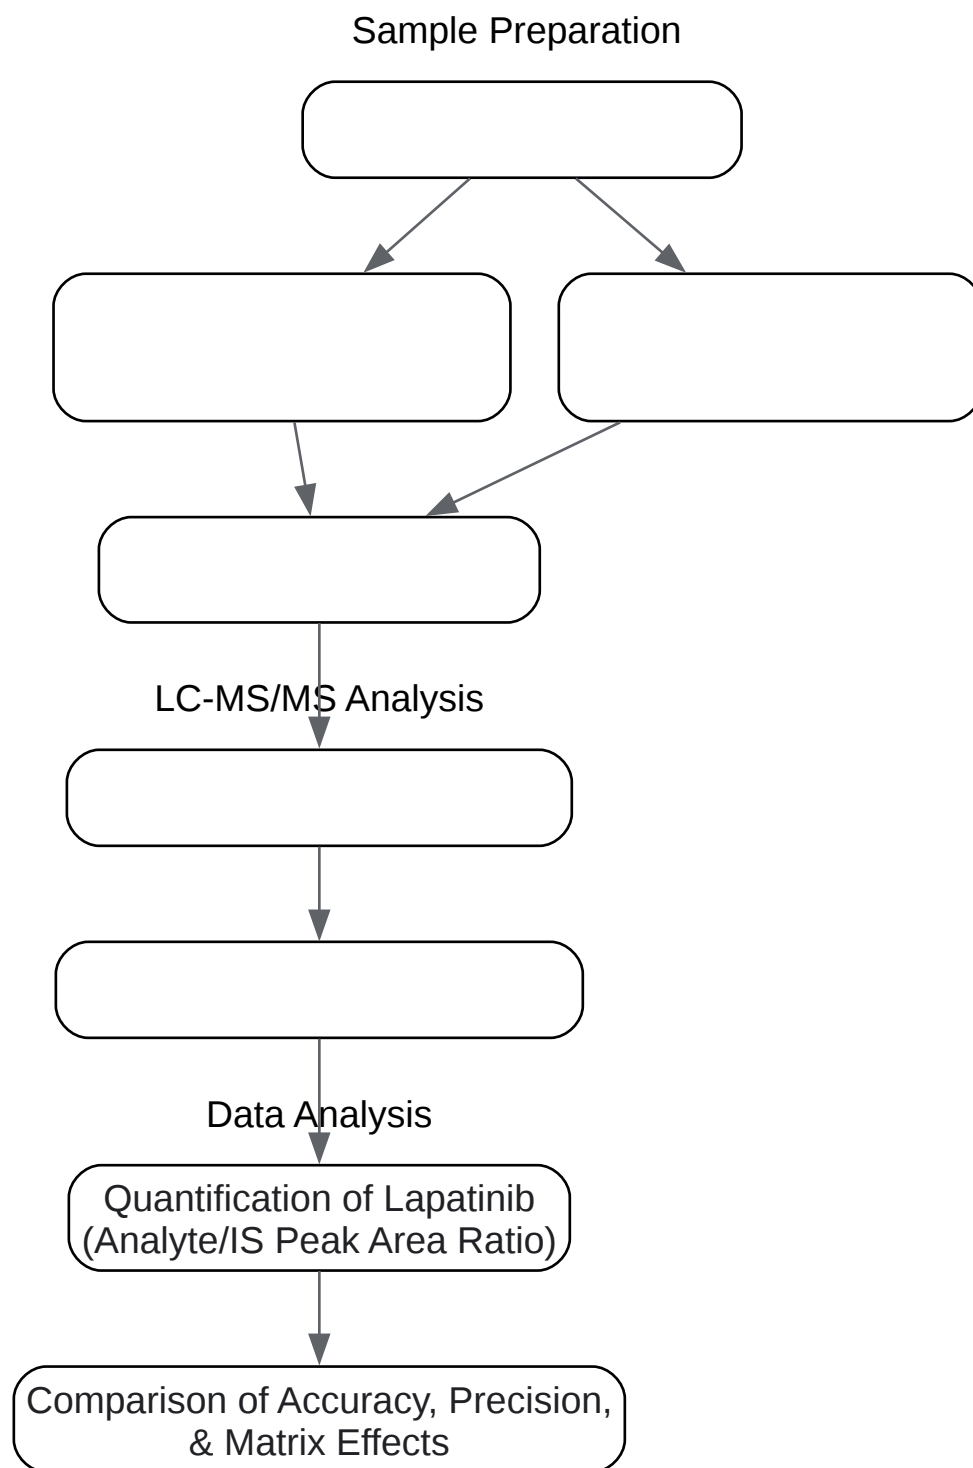 Sample Preparation
LC-MS/MS Analysis
Data Analysis
Quantification of Lapatinib
(Analyte/IS Peak Area Ratio)
Comparison of Accuracy, Precision,
& Matrix Effects